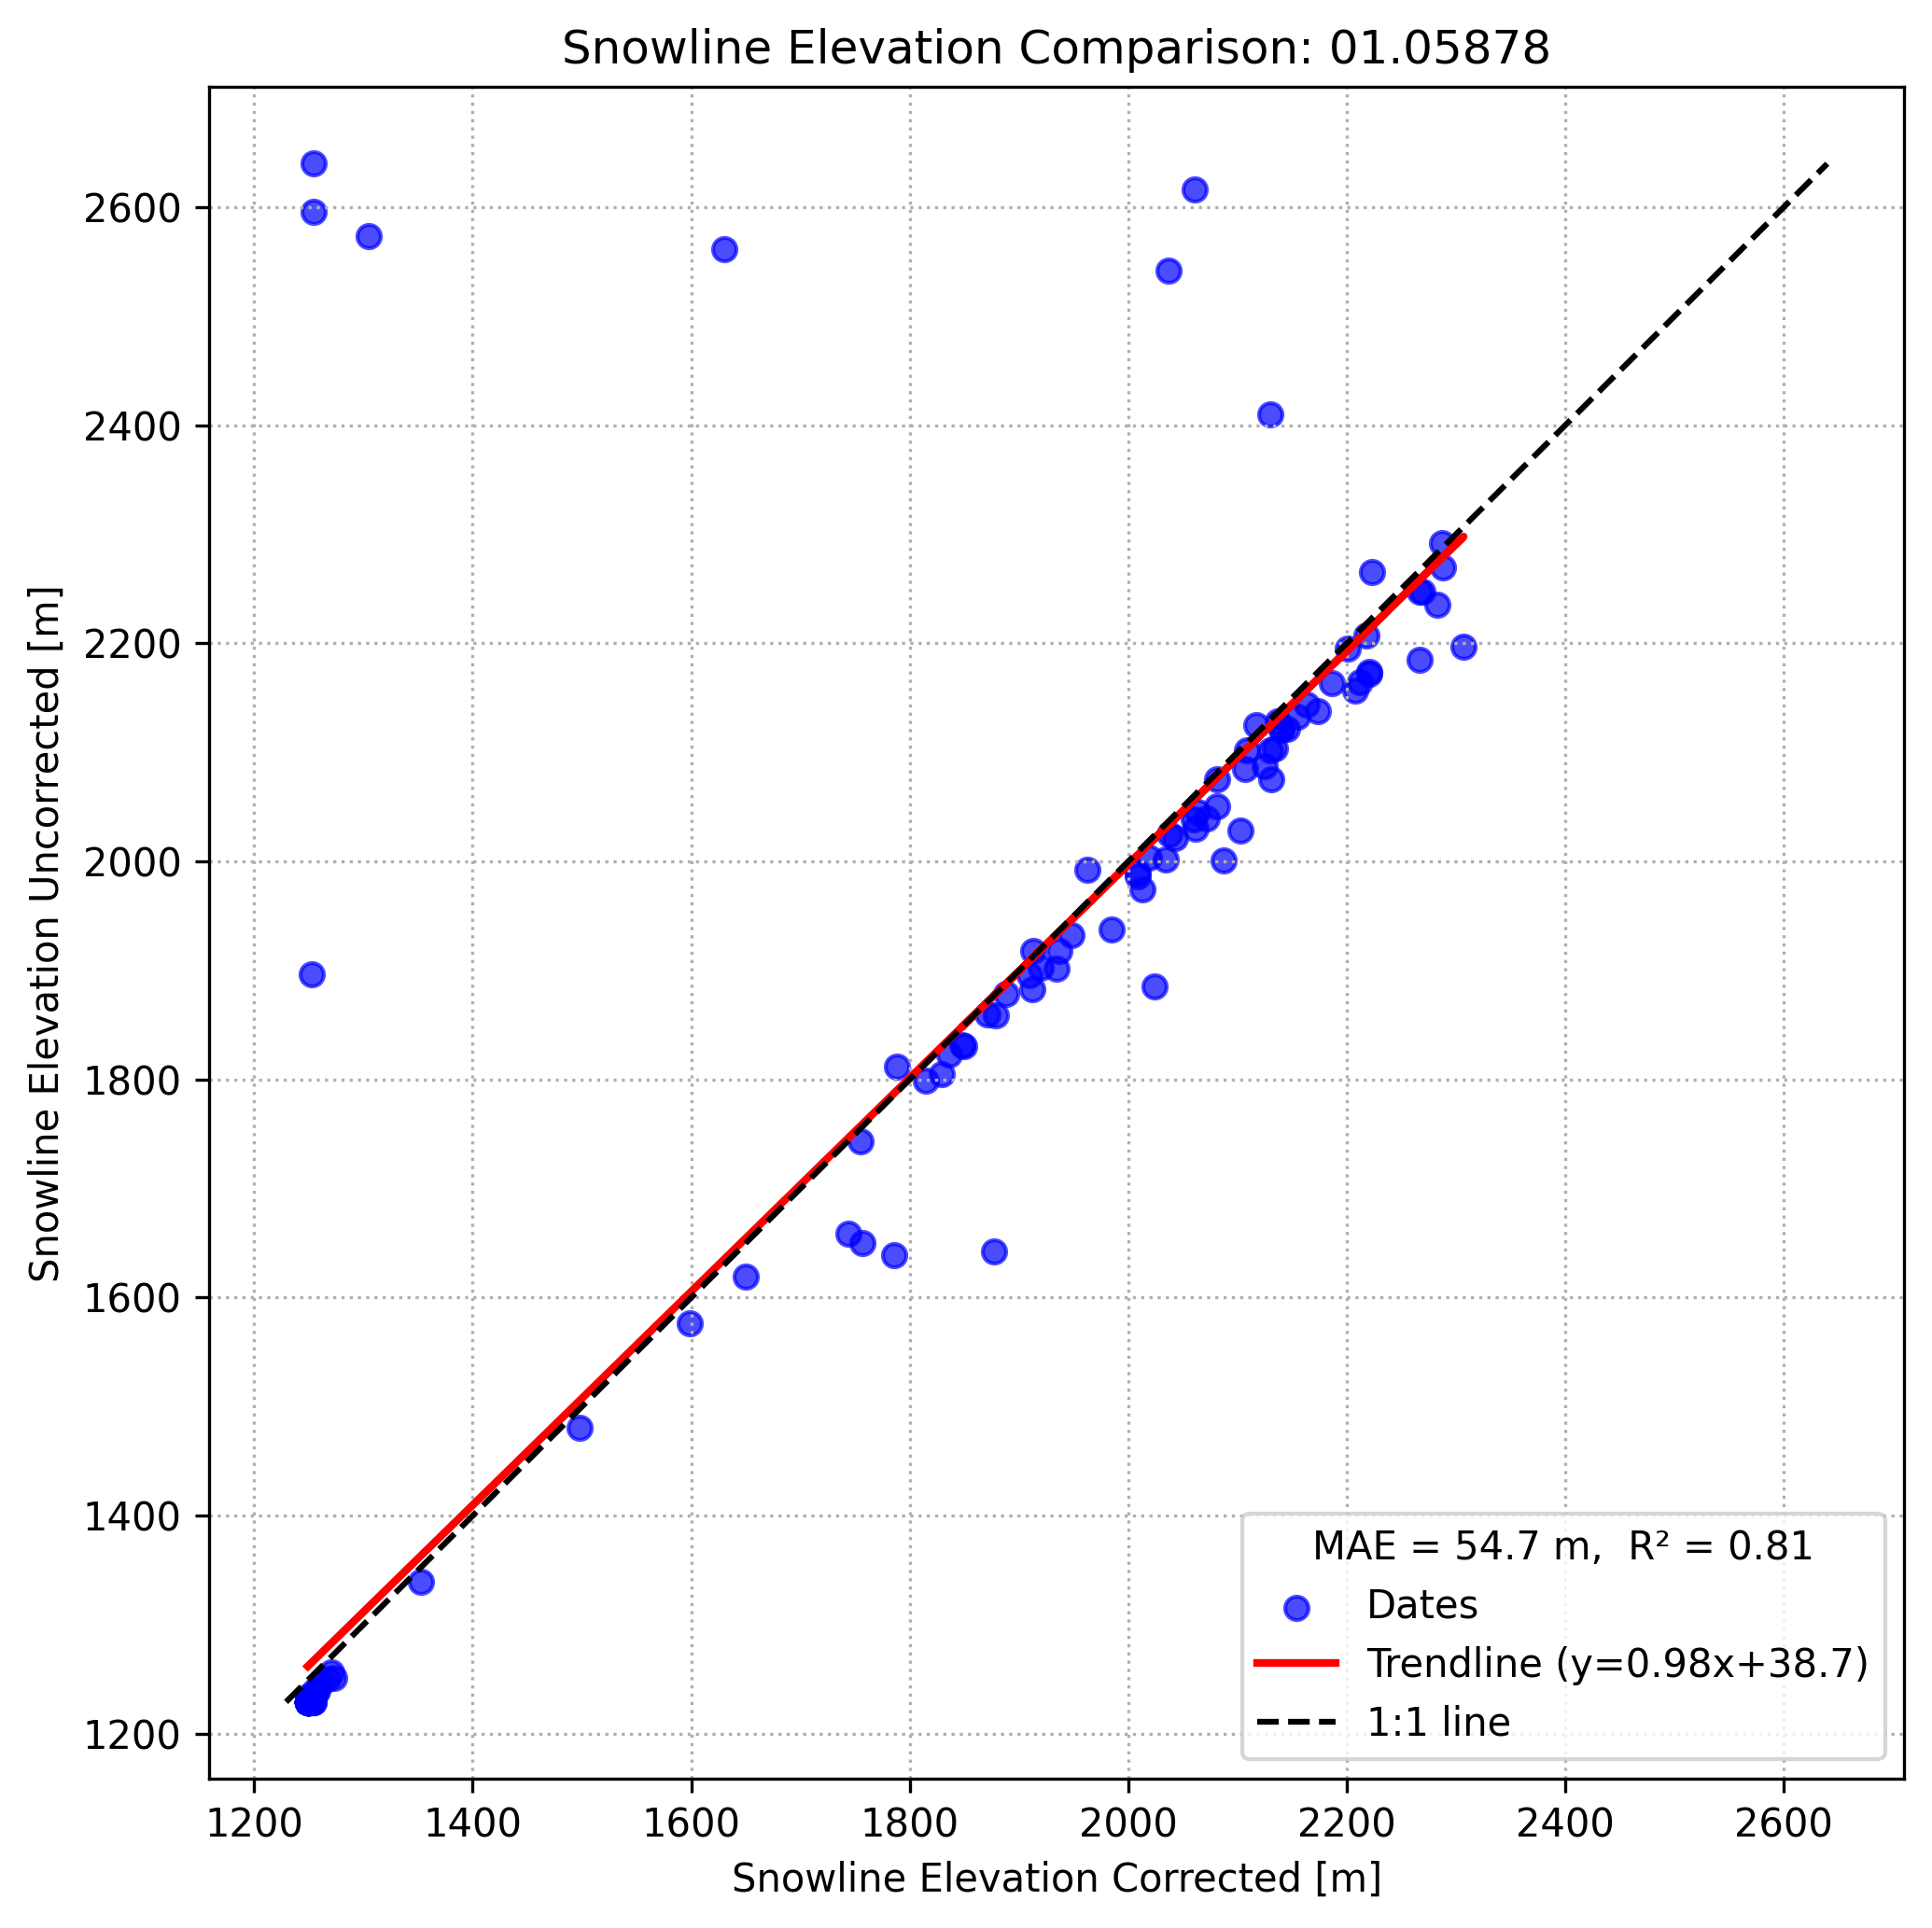 Snowline Elevation Comparison: 01.05878
Snowline Elevation Uncorrected [m]
2600
2400
2200
2000
1800
1600
1400
1200
MAE = 54.7 m,  R² = 0.81
Dates
Trendline (y=0.98x+38.7)
1:1 line
1200 1400 1600 1800 2000 2200 2400 2600
Snowline Elevation Corrected [m]